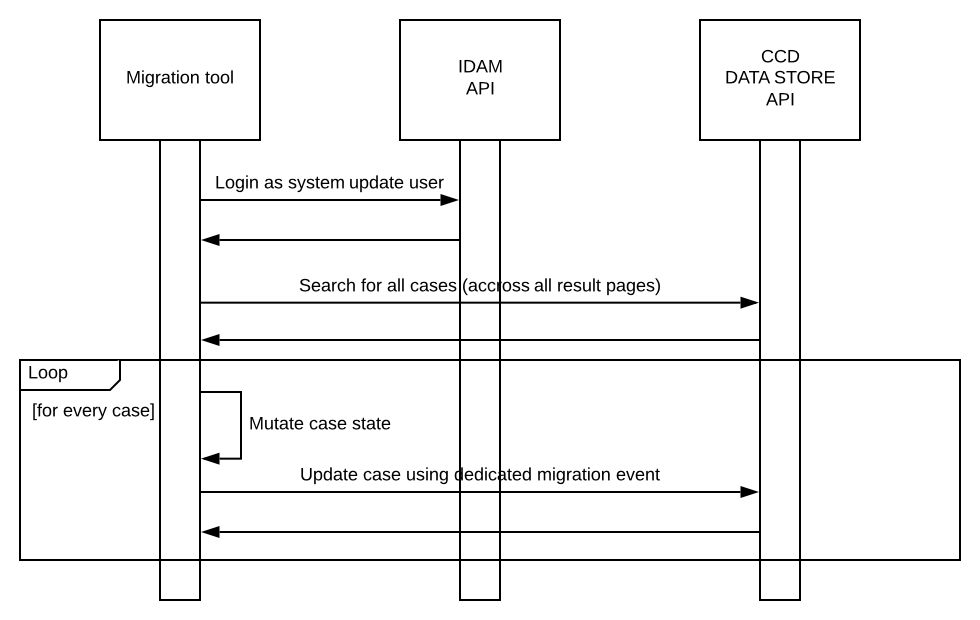 Migration tool
IDAM
API
CCD
DATA STORE
API
Login as system update user
Search for all cases (accross all result pages)
Loop
[for every case]
Mutate case state
Update case using dedicated migration event